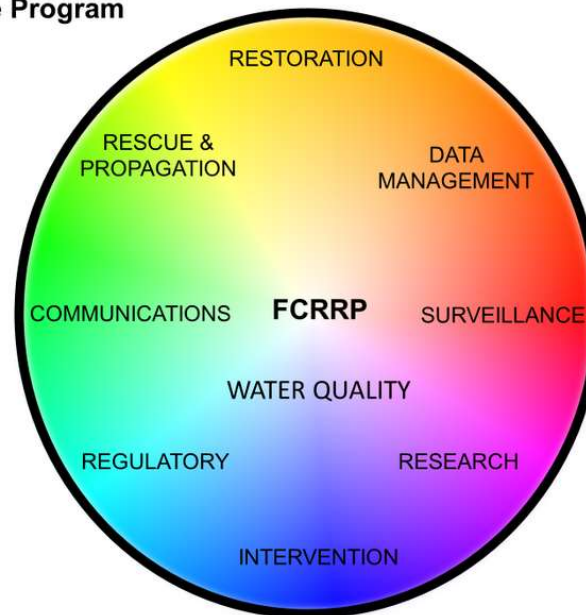 Program
RESTORATION
RESCUE &
PROPAGATION
DATA
MANAGEMENT
COMMUNICATIONS
FCRRP
SURVEILLANCE
WATER QUALITY
REGULATORY
RESEARCH
INTERVENTION